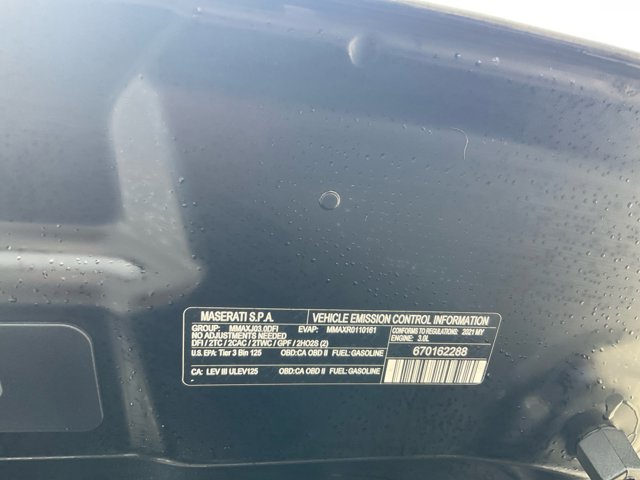 MASERATI S.P.A. VEHICLE EMISSION CONTROL INFORMATION
GROUP: MMAXJ03.0DFI EVAP: MMAXR0110161
NO ADJUSTMENTS NEEDED
DFI / 2TC / 2CAC / 2TWC / GPF / 2HO2S (2)
U.S. EPA: Tier 3 Bin 125 OBD:CA OBD II FUEL:GASOLINE
CA: LEV III ULEV125 OBD:CA OBD II FUEL:GASOLINE
CONFORMS TO REGULATIONS: 2021 MY
ENGINE: 3.0L
670162288